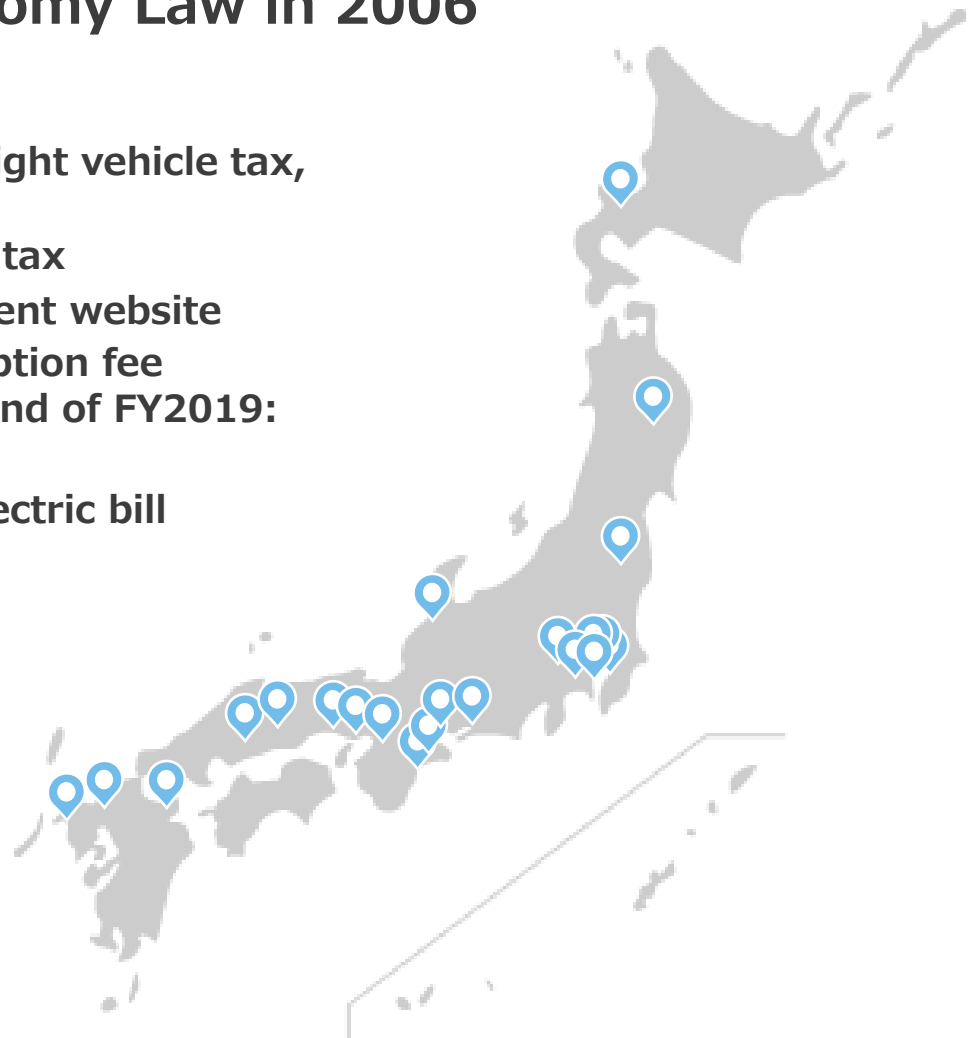 omy Law in 2006
ight vehicle tax,
tax
ent website
ption fee
nd of FY2019:
ectric bill